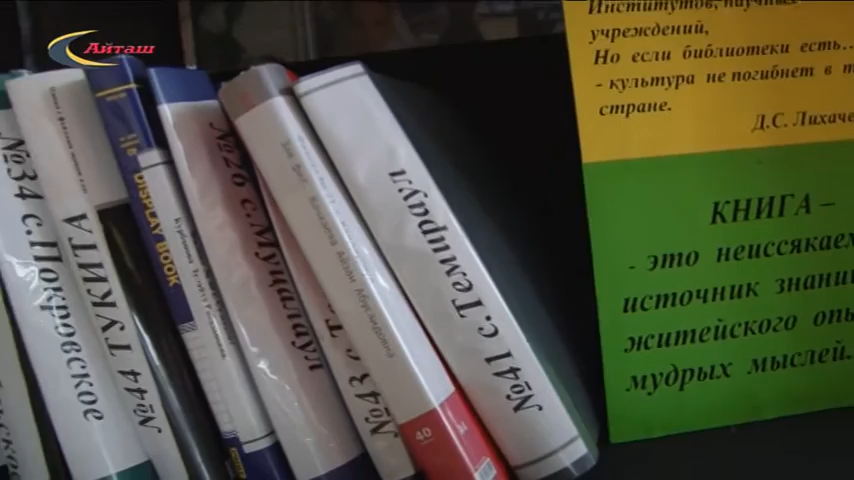 Айташ
№34 с.Покровское
№44 ТУКИТА
DISPLAY BOOK
№26 с.Муцалаул
№43 с.Т
40
№41 с.Темираул
Институтов, научных
учреждений,
Но если библиотеки есть…
- культура не погибнет в т
стране.
Д.С. Лихаче
КНИГА –
- это неиссякаем
источник знани
житейского опы
мудрых мыслей.